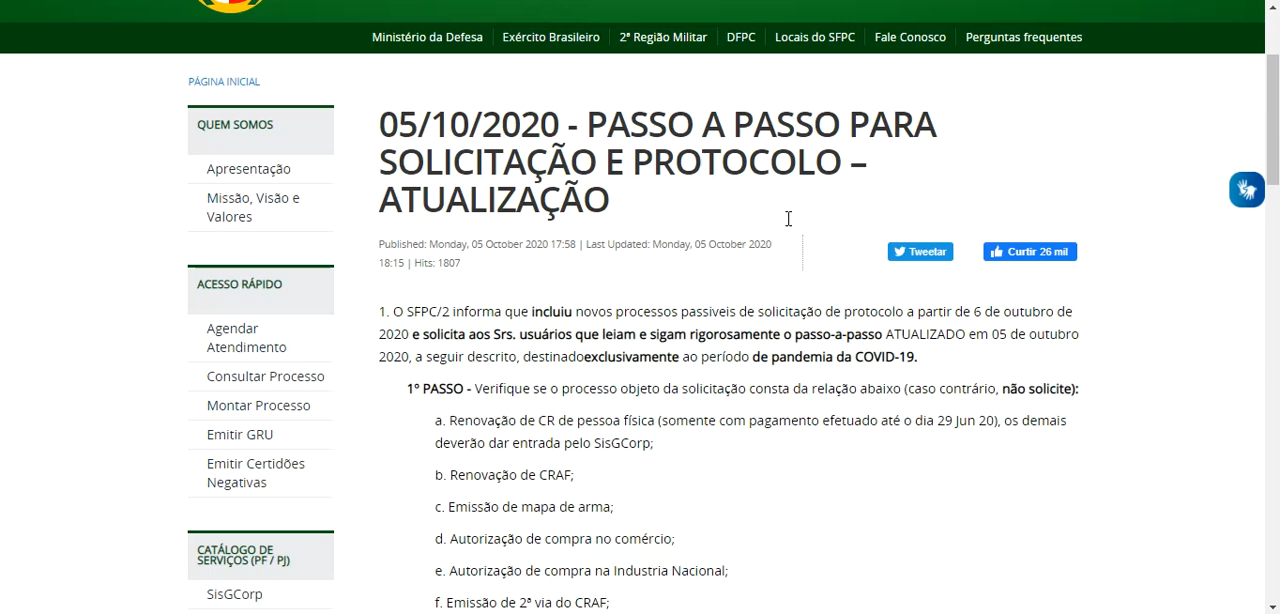 Ministério da Defesa
Exército Brasileiro
2ª Região Militar
DFPC
Locais do SFPC
Fale Conosco
Perguntas frequentes
PÁGINA INICIAL
QUEM SOMOS
Apresentação
Missão, Visão e
Valores
ACESSO RÁPIDO
Agendar
Atendimento
Consultar Processo
Montar Processo
Emitir GRU
Emitir Certidões
Negativas
CATÁLOGO DE
SERVIÇOS (PF / PJ)
SisGCorp
05/10/2020 - PASSO A PASSO PARA
SOLICITAÇÃO E PROTOCOLO –
ATUALIZAÇÃO
Published: Monday, 05 October 2020 17:58 | Last Updated: Monday, 05 October 2020
18:15 | Hits: 1807
Tweetar
Curtir 26 mil
1. O SFPC/2 informa que incluiu novos processos passiveis de solicitação de protocolo a partir de 6 de outubro de
2020 e solicita aos Srs. usuários que leiam e sigam rigorosamente o passo-a-passo ATUALIZADO em 05 de outubro
2020, a seguir descrito, destinadoexclusivamente ao período de pandemia da COVID-19.
1º PASSO - Verifique se o processo objeto da solicitação consta da relação abaixo (caso contrário, não solicite):
a. Renovação de CR de pessoa física (somente com pagamento efetuado até o dia 29 Jun 20), os demais
deverão dar entrada pelo SisGCorp;
b. Renovação de CRAF;
c. Emissão de mapa de arma;
d. Autorização de compra no comércio;
e. Autorização de compra na Industria Nacional;
f. Emissão de 2ª via do CRAF;